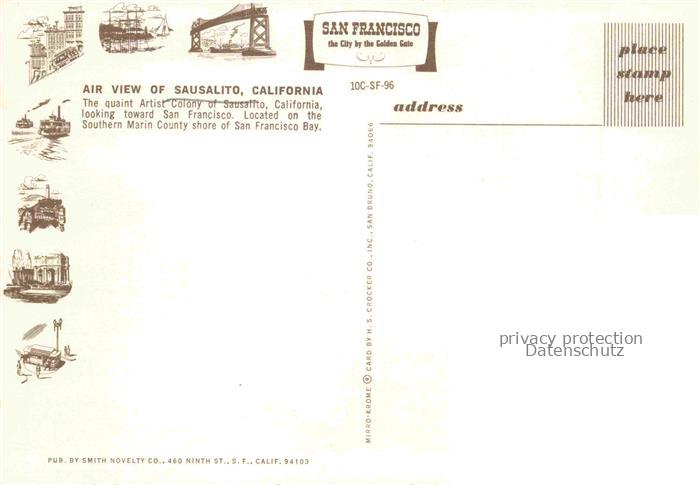 SAN FRANCISCO
the City by the Golden Gate
place
stamp
here
AIR VIEW OF SAUSALITO, CALIFORNIA
The quaint Artist Colony of Sausalito, California,
looking toward San Francisco. Located on the
Southern Marin County shore of San Francisco Bay.
10C-SF-96
address
MIRRO-KROME ® CARD BY H. S. CROCKER CO., INC., SAN BRUNO, CALIF. 94066
privacy protection
Datenschutz
PUB. BY SMITH NOVELTY CO., 460 NINTH ST., S. F., CALIF. 94103